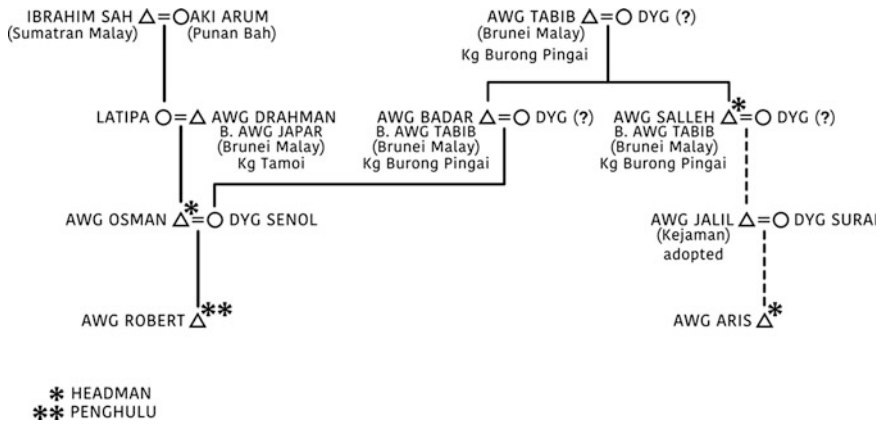 IBRAHIM SAH = AKI ARUM
(Sumatran Malay) (Punan Bah)
AWG TABIB = DYG (?)
(Brunei Malay)
Kg Burong Pingai
LATIPA = AWG DRAHMAN
B. AWG JAPAR
(Brunei Malay)
Kg Tamoi
AWG BADAR = DYG (?)
B. AWG TABIB
(Brunei Malay)
Kg Burong Pingai
AWG SALLEH * = DYG (?)
B. AWG TABIB
(Brunei Malay)
Kg Burong Pingai
AWG OSMAN * = DYG SENOL
AWG JALIL = DYG SURAI
(Kejaman)
adopted
AWG ROBERT **
AWG ARIS *
* HEADMAN
** PENGHULU